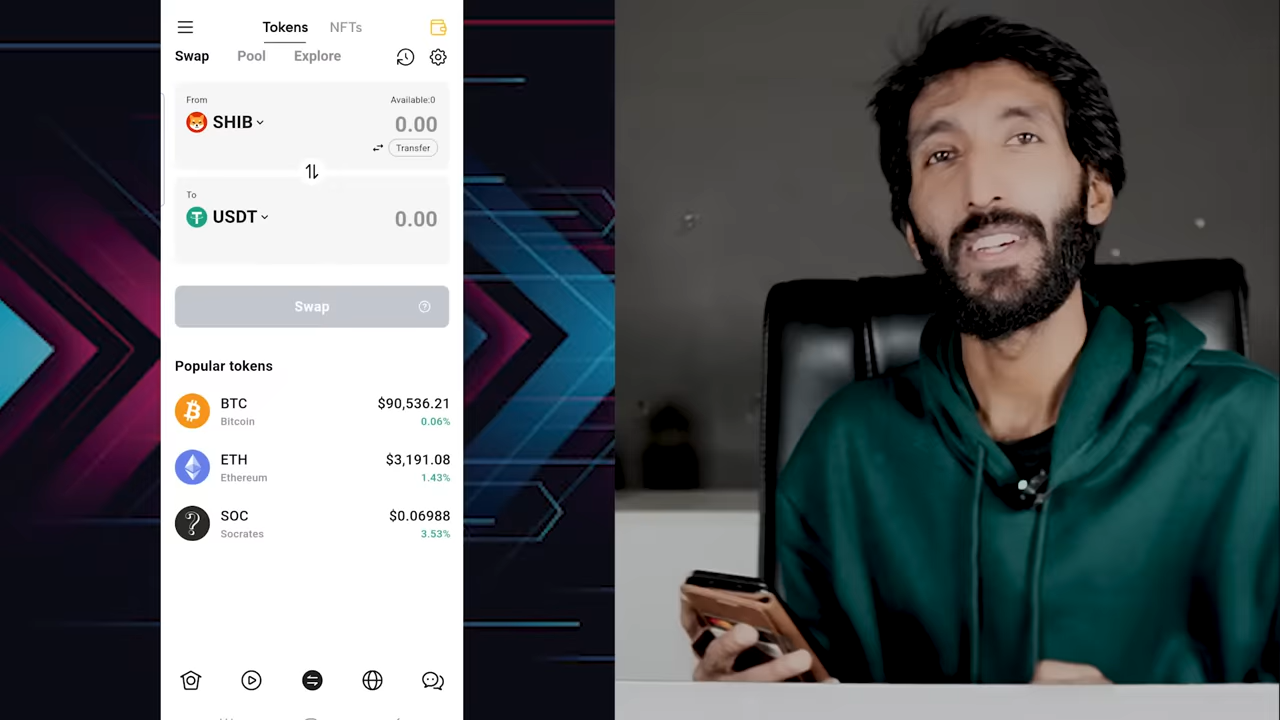 Tokens NFTs
Swap Pool Explore
From Available:0
SHIB 0.00
Transfer
To
USDT 0.00
Swap
Popular tokens
BTC $90,536.21
Bitcoin 0.06%
ETH $3,191.08
Ethereum 1.43%
SOC $0.06988
Socrates 3.53%